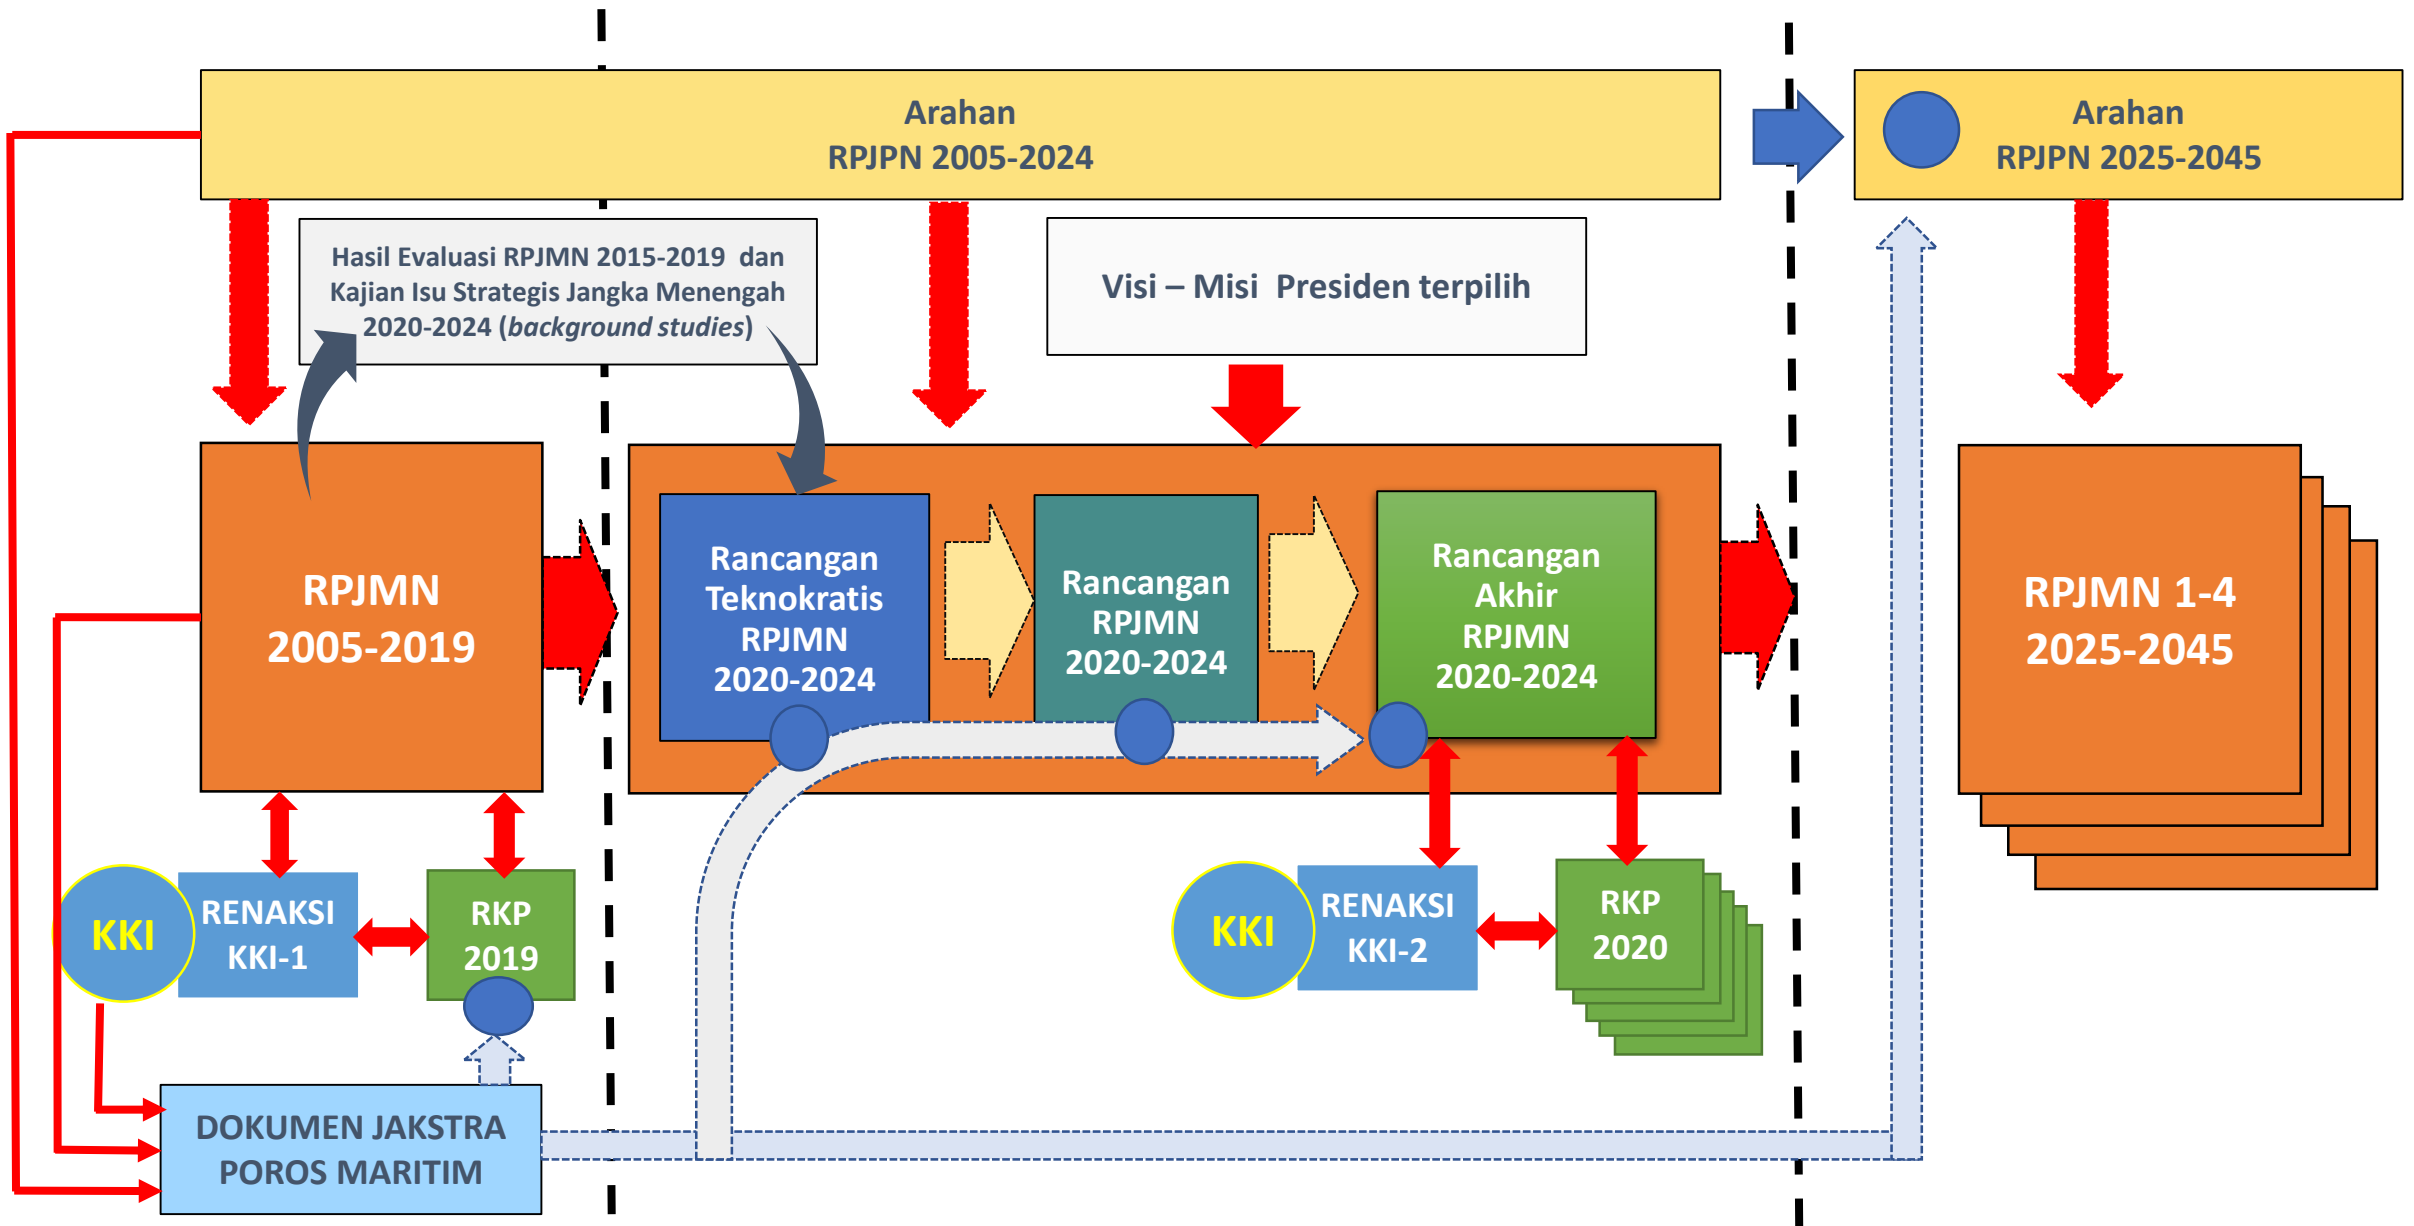 Arahan
RPJPN 2005-2024
Arahan
RPJPN 2025-2045
Hasil Evaluasi RPJMN 2015-2019 dan
Kajian Isu Strategis Jangka Menengah
2020-2024 (background studies)
Visi – Misi Presiden terpilih
RPJMN
2005-2019
Rancangan
Teknokratis
RPJMN
2020-2024
Rancangan
RPJMN
2020-2024
Rancangan
Akhir
RPJMN
2020-2024
RPJMN 1-4
2025-2045
KKI
RENAKSI
KKI-1
RKP
2019
KKI
RENAKSI
KKI-2
RKP
2020
DOKUMEN JAKSTRA
POROS MARITIM